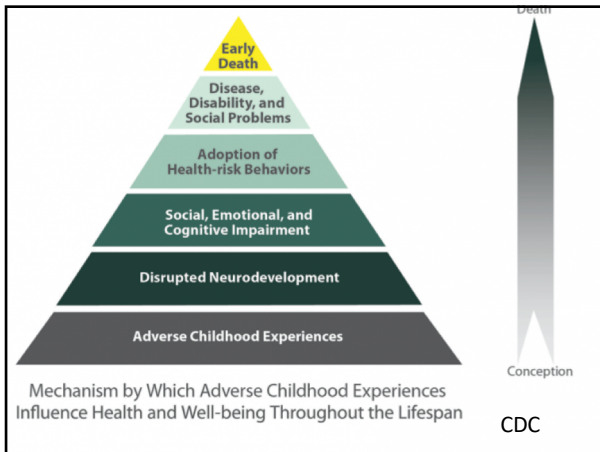 Death
Early
Death
Disease,
Disability, and
Social Problems
Adoption of
Health-risk Behaviors
Social, Emotional, and
Cognitive Impairment
Disrupted Neurodevelopment
Adverse Childhood Experiences
Conception
Mechanism by Which Adverse Childhood Experiences
Influence Health and Well-being Throughout the Lifespan
CDC